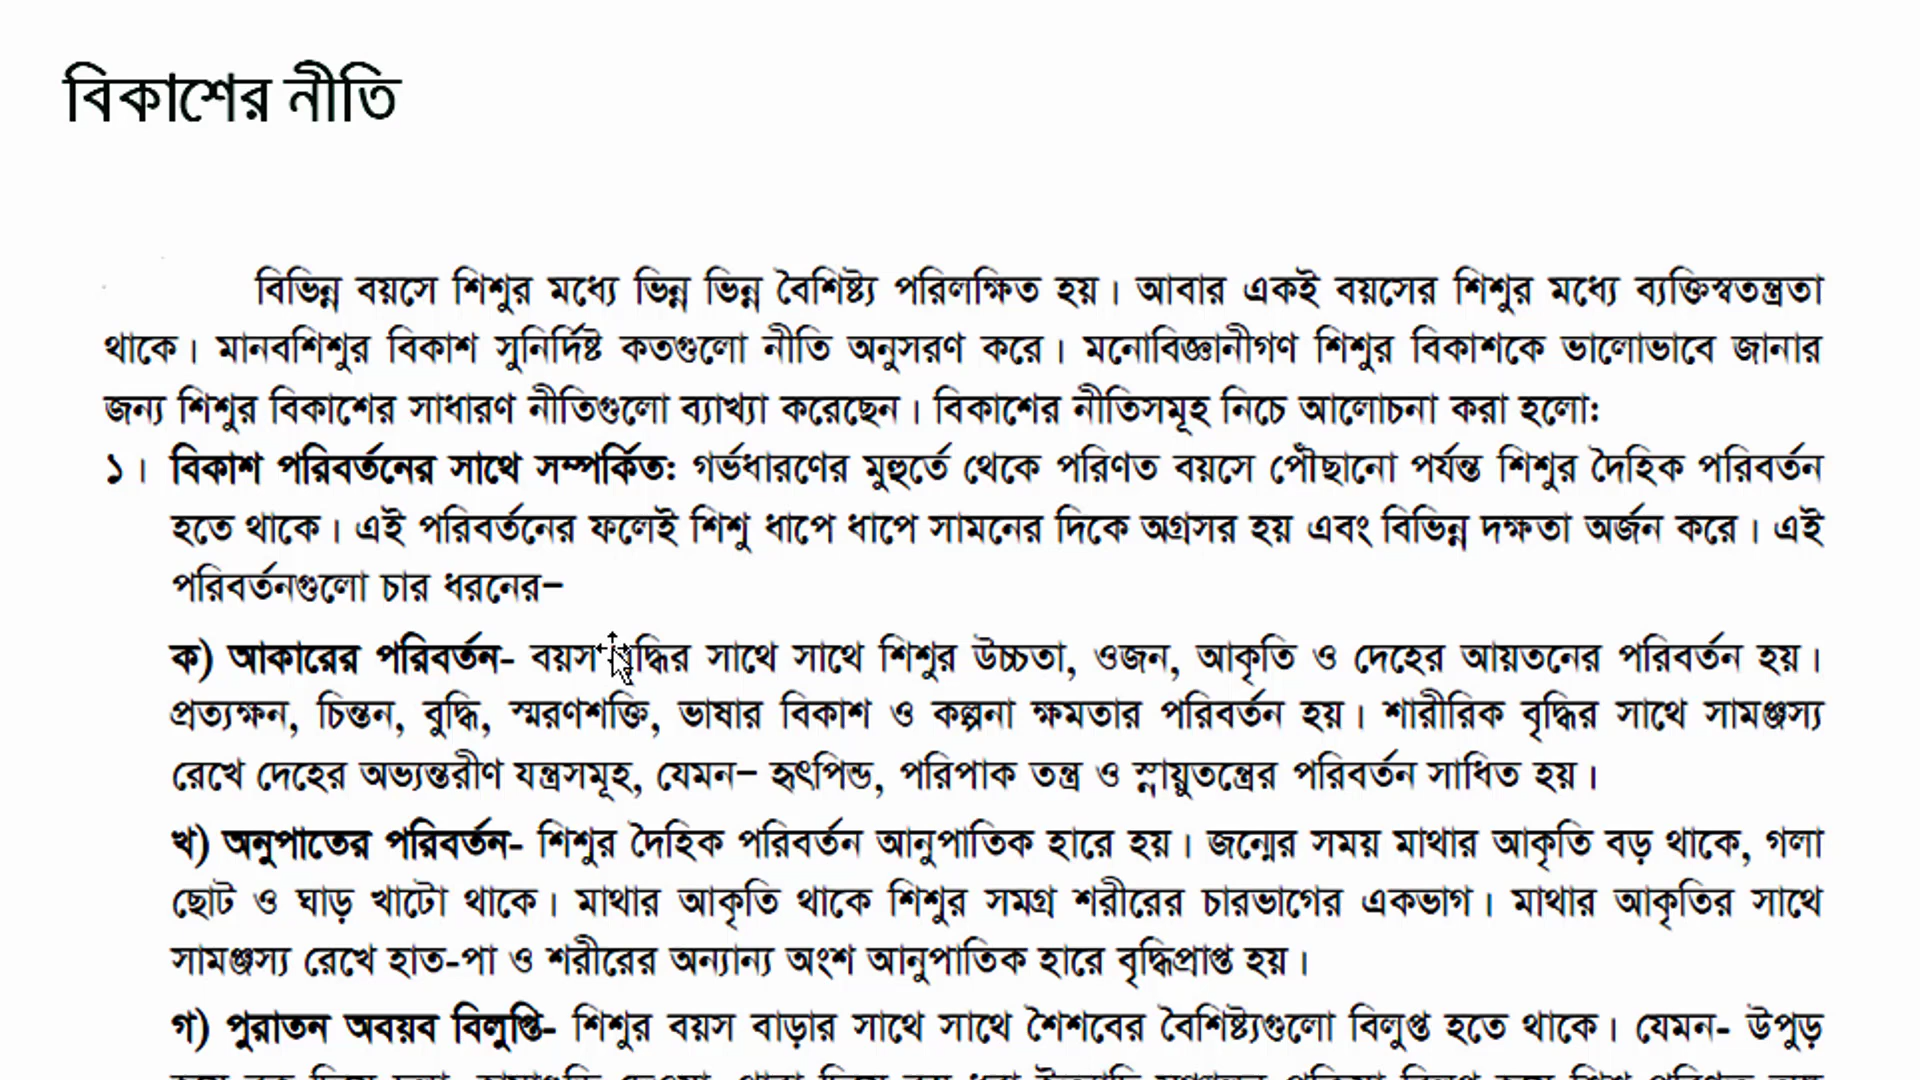 বিকাশের নীতি
বিভিন্ন বয়সে শিশুর মধ্যে ভিন্ন ভিন্ন বৈশিষ্ট্য পরিলক্ষিত হয়। আবার একই বয়সের শিশুর মধ্যে ব্যক্তিস্বতন্ত্রতা
থাকে। মানবশিশুর বিকাশ সুনির্দিষ্ট কতগুলো নীতি অনুসরণ করে। মনোবিজ্ঞানীগণ শিশুর বিকাশকে ভালোভাবে জানার
জন্য শিশুর বিকাশের সাধারণ নীতিগুলো ব্যাখ্যা করেছেন। বিকাশের নীতিসমূহ নিচে আলোচনা করা হলো:
১। বিকাশ পরিবর্তনের সাথে সম্পর্কিত: গর্ভধারণের মুহুর্তে থেকে পরিণত বয়সে পৌঁছানো পর্যন্ত শিশুর দৈহিক পরিবর্তন
হতে থাকে। এই পরিবর্তনের ফলেই শিশু ধাপে ধাপে সামনের দিকে অগ্রসর হয় এবং বিভিন্ন দক্ষতা অর্জন করে। এই
পরিবর্তনগুলো চার ধরনের–
ক) আকারের পরিবর্তন- বয়স বৃদ্ধির সাথে সাথে শিশুর উচ্চতা, ওজন, আকৃতি ও দেহের আয়তনের পরিবর্তন হয়।
প্রত্যক্ষন, চিন্তন, বুদ্ধি, স্মরণশক্তি, ভাষার বিকাশ ও কল্পনা ক্ষমতার পরিবর্তন হয়। শারীরিক বৃদ্ধির সাথে সামঞ্জস্য
রেখে দেহের অভ্যন্তরীণ যন্ত্রসমূহ, যেমন– হৃৎপিন্ড, পরিপাক তন্ত্র ও স্নায়ুতন্ত্রের পরিবর্তন সাধিত হয়।
খ) অনুপাতের পরিবর্তন- শিশুর দৈহিক পরিবর্তন আনুপাতিক হারে হয়। জন্মের সময় মাথার আকৃতি বড় থাকে, গলা
ছোট ও ঘাড় খাটো থাকে। মাথার আকৃতি থাকে শিশুর সমগ্র শরীরের চারভাগের একভাগ। মাথার আকৃতির সাথে
সামঞ্জস্য রেখে হাত-পা ও শরীরের অন্যান্য অংশ আনুপাতিক হারে বৃদ্ধিপ্রাপ্ত হয়।
গ) পুরাতন অবয়ব বিলুপ্তি- শিশুর বয়স বাড়ার সাথে সাথে শৈশবের বৈশিষ্ট্যগুলো বিলুপ্ত হতে থাকে। যেমন- উপুড়